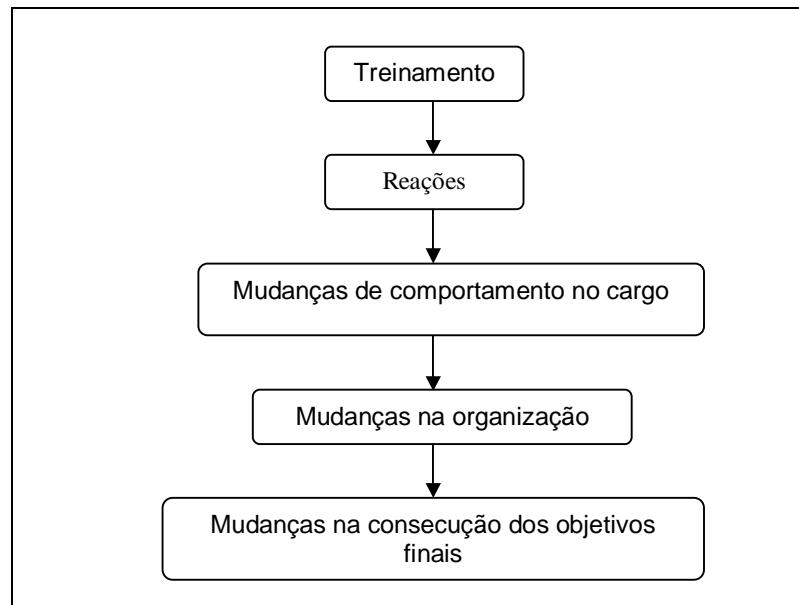 Treinamento
Reações
Mudanças de comportamento no cargo
Mudanças na organização
Mudanças na consecução dos objetivos
finais